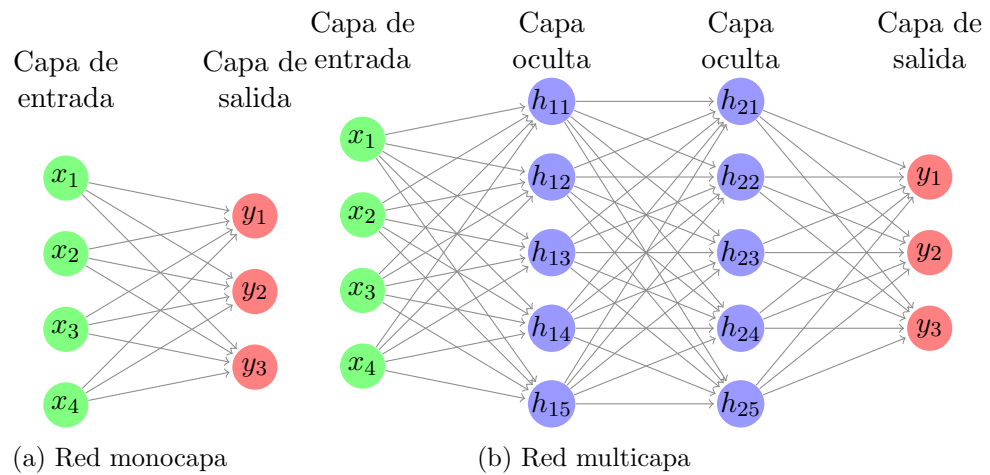 Capa de
entrada
Capa de
salida
x1
x2
x3
x4
y1
y2
y3
(a) Red monocapa
Capa de
entrada
Capa
oculta
Capa
oculta
Capa de
salida
x1
x2
x3
x4
h11
h12
h13
h14
h15
h21
h22
h23
h24
h25
y1
y2
y3
(b) Red multicapa